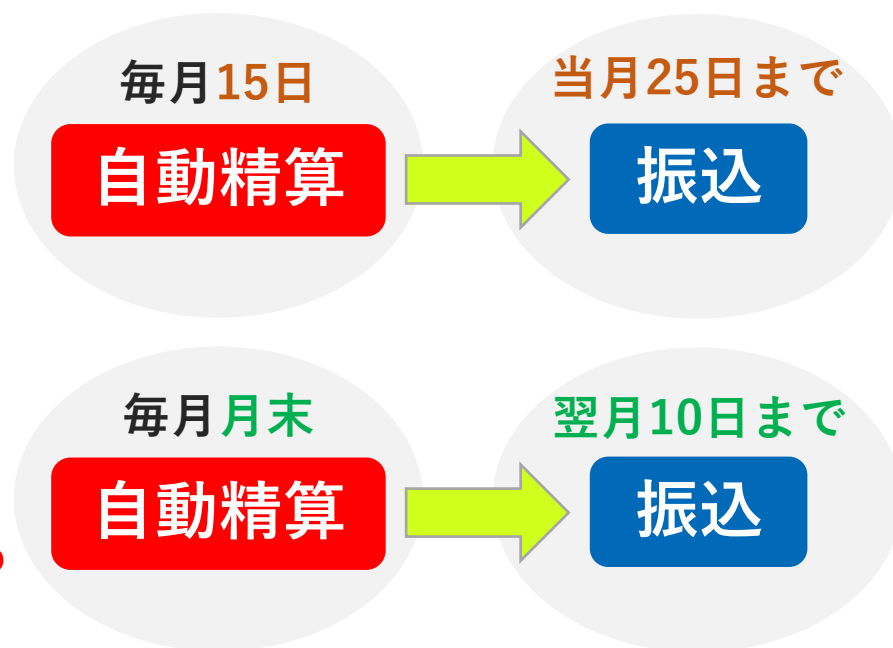 毎月15日
自動精算
当月25日まで
振込
毎月月末
自動精算
翌月10日まで
振込